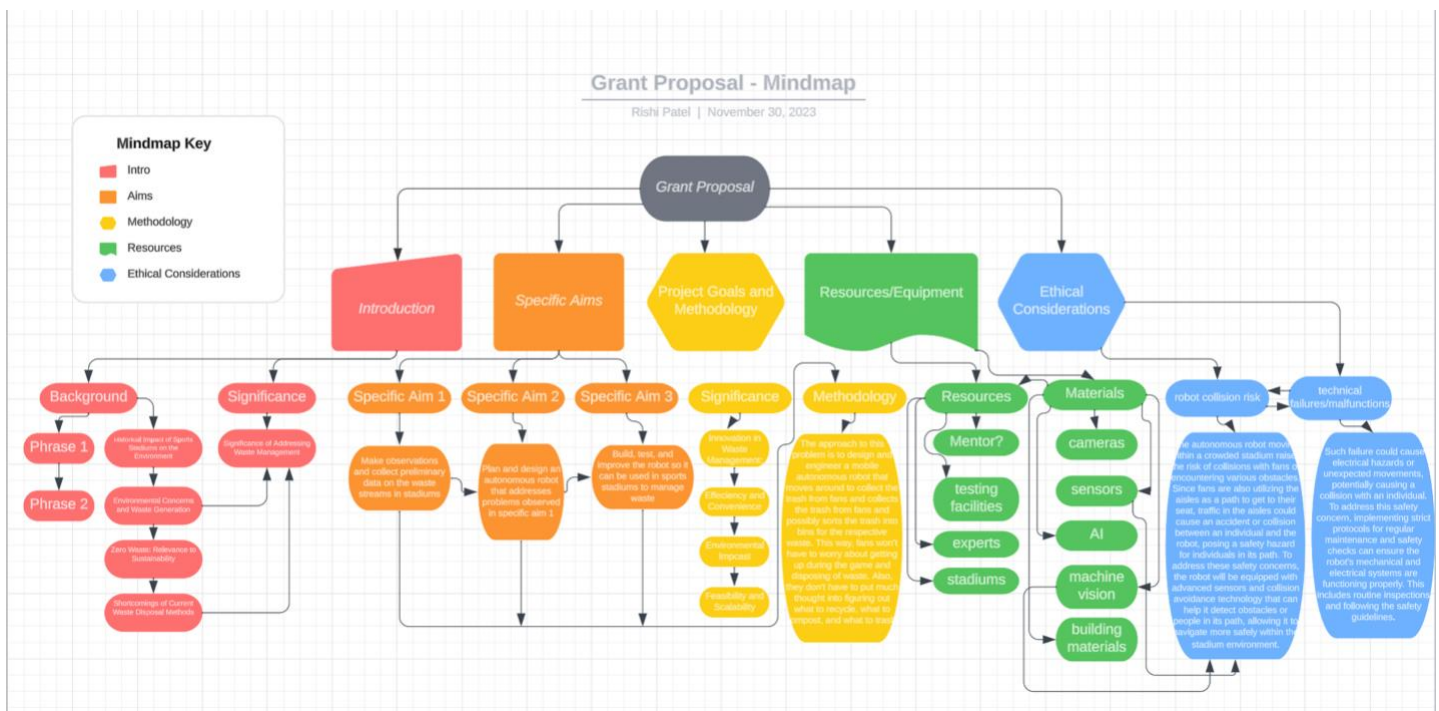 Grant Proposal - Mindmap
Rishi Patel | November 30, 2023
Mindmap Key
Intro
Aims
Methodology
Resources
Ethical Considerations
Grant Proposal
Introduction
Specific Aims
Project Goals and
Methodology
Resources/Equipment
Ethical
Considerations
Background
Phrase 1
Phrase 2
Historical Impact of Sports
Stadiums on the
Environment
Environmental Concerns
and Waste Generation
Zero Waste: Relevance to
Sustainability
Shortcomings of Current
Waste Disposal Methods
Significance
Significance of Addressing
Waste Management
Specific Aim 1
Make observations
and collect preliminary
data on the waste
streams in stadiums
Specific Aim 2
Plan and design an
autonomous robot
that addresses
problems observed
in specific aim 1
Specific Aim 3
Build, test, and
improve the robot so it
can be used in sports
stadiums to manage
waste
Significance
Innovation in
Waste
Management
Effeciency and
Convenience
Environmental
Impcast
Feasibility and
Scalability
Methodology
The approach to this
problem is to design and
engineer a mobile
autonomous robot that
moves around to collect the
trash from fans and collects
the trash from fans and
possibly sorts the trash into
bins for the respective
waste. This way, fans won't
have to worry about getting
up during the game and
disposing of waste. Also,
they don't have to put much
thought into figuring out
what to recycle, what to
compost, and what to trash
Resources
Mentor?
testing
facilities
experts
stadiums
Materials
cameras
sensors
AI
machine
vision
building
materials
robot collision risk
autonomous robot
within a crowded stadium
the risk of collisions with fans
encountering various obstacles.
Since fans are also utilizing the
aisles as a path to get to their
seat, traffic in the aisles could
cause an accident or collision
between an individual and the
robot, posing a safety hazard
for individuals in its path. To
address these safety concerns,
the robot will be equipped with
advanced sensors and collision
avoidance technology that can
help it detect obstacles or
people in its path, allowing it to
navigate more safely within the
stadium environment.
technical
failures/malfunctions
Such failure could cause
electrical hazards or
unexpected movements,
potentially causing a
collision with an individual.
To address this safety
concern, implementing strict
protocols for regular
maintenance and safety
checks can ensure the
robot's mechanical and
electrical systems are
functioning properly. This
includes routine inspections
and following the safety
guidelines.